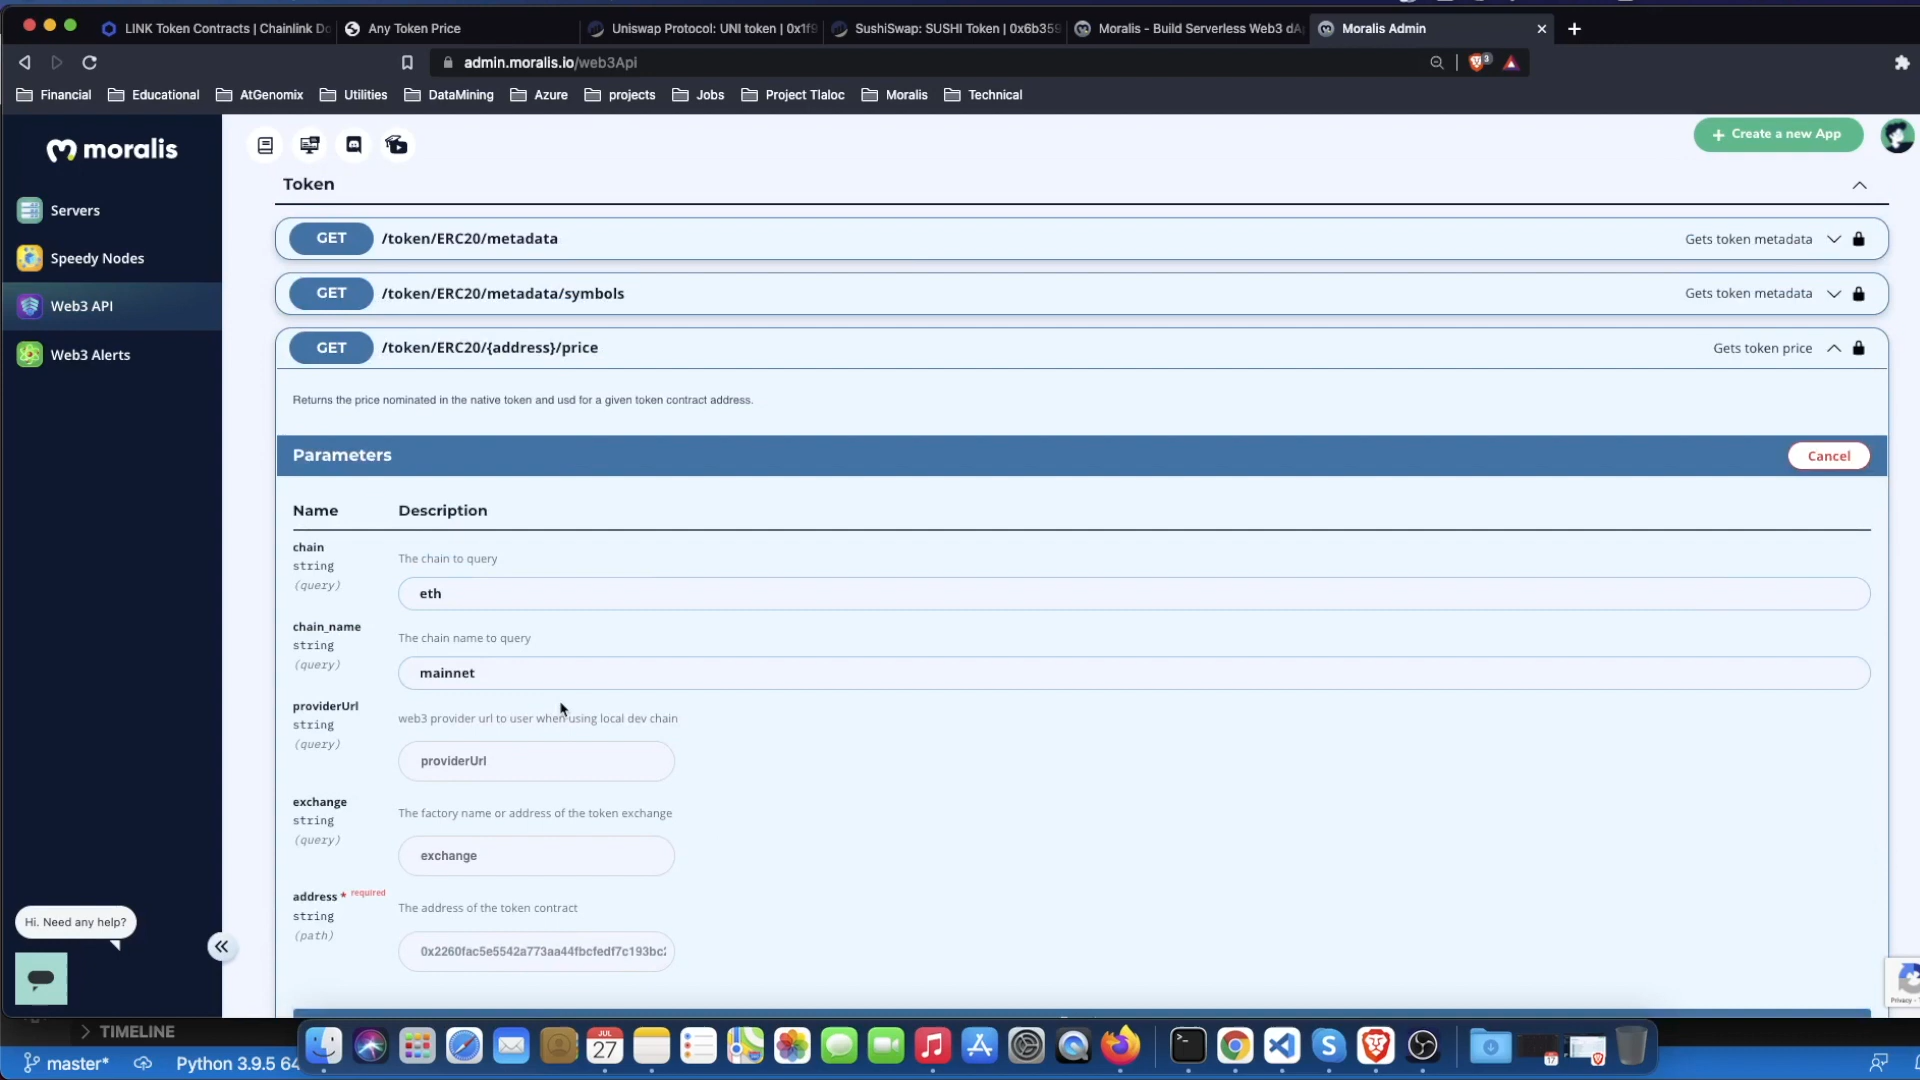 LINK Token Contracts | Chainlink Do
Any Token Price
Uniswap Protocol: UNI token | 0x1f9
SushiSwap: SUSHI Token | 0x6b359
Moralis - Build Serverless Web3 dA
Moralis Admin
admin.moralis.io/web3Api
3
Financial
Educational
AtGenomix
Utilities
DataMining
Azure
projects
Jobs
Project Tlaloc
Moralis
Technical
moralis
Create a new App
Servers
Speedy Nodes
Web3 API
Web3 Alerts
Token
GET /token/ERC20/metadata Gets token metadata
GET /token/ERC20/metadata/symbols Gets token metadata
GET /token/ERC20/{address}/price Gets token price
Returns the price nominated in the native token and usd for a given token contract address.
Parameters
Cancel
Name Description
chain
string
(query)
The chain to query
eth
chain_name
string
(query)
The chain name to query
mainnet
providerUrl
string
(query)
web3 provider url to user when using local dev chain
providerUrl
exchange
string
(query)
The factory name or address of the token exchange
exchange
address * required
string
(path)
The address of the token contract
0x2260fac5e5542a773aa44fbcfedf7c193bc2
Hi. Need any help?
Privacy
TIMELINE
JUL
27
17
master*
Python 3.9.5 64